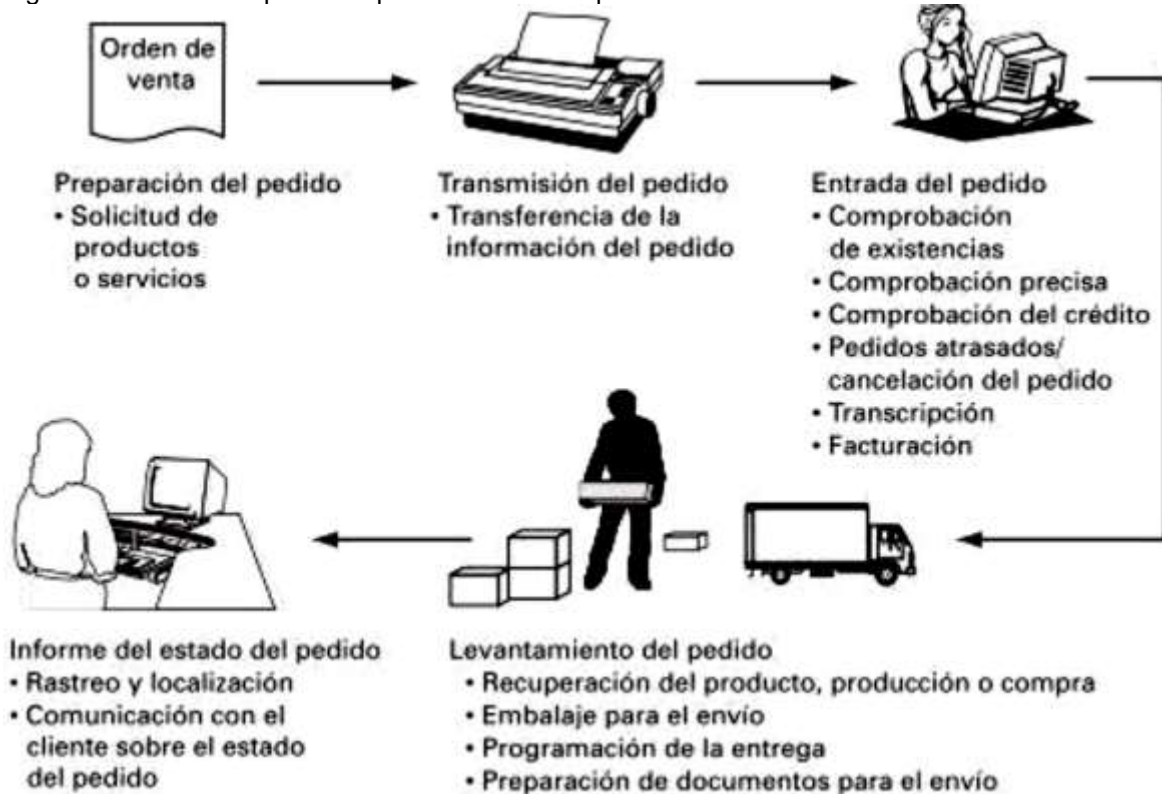 Orden de
venta
Preparación del pedido
• Solicitud de
productos
o servicios
Transmisión del pedido
• Transferencia de la
información del pedido
Entrada del pedido
• Comprobación
de existencias
• Comprobación precisa
• Comprobación del crédito
• Pedidos atrasados/
cancelación del pedido
• Transcripción
• Facturación
Levantamiento del pedido
• Recuperación del producto, producción o compra
• Embalaje para el envío
• Programación de la entrega
• Preparación de documentos para el envío
Informe del estado del pedido
• Rastreo y localización
• Comunicación con el
cliente sobre el estado
del pedido